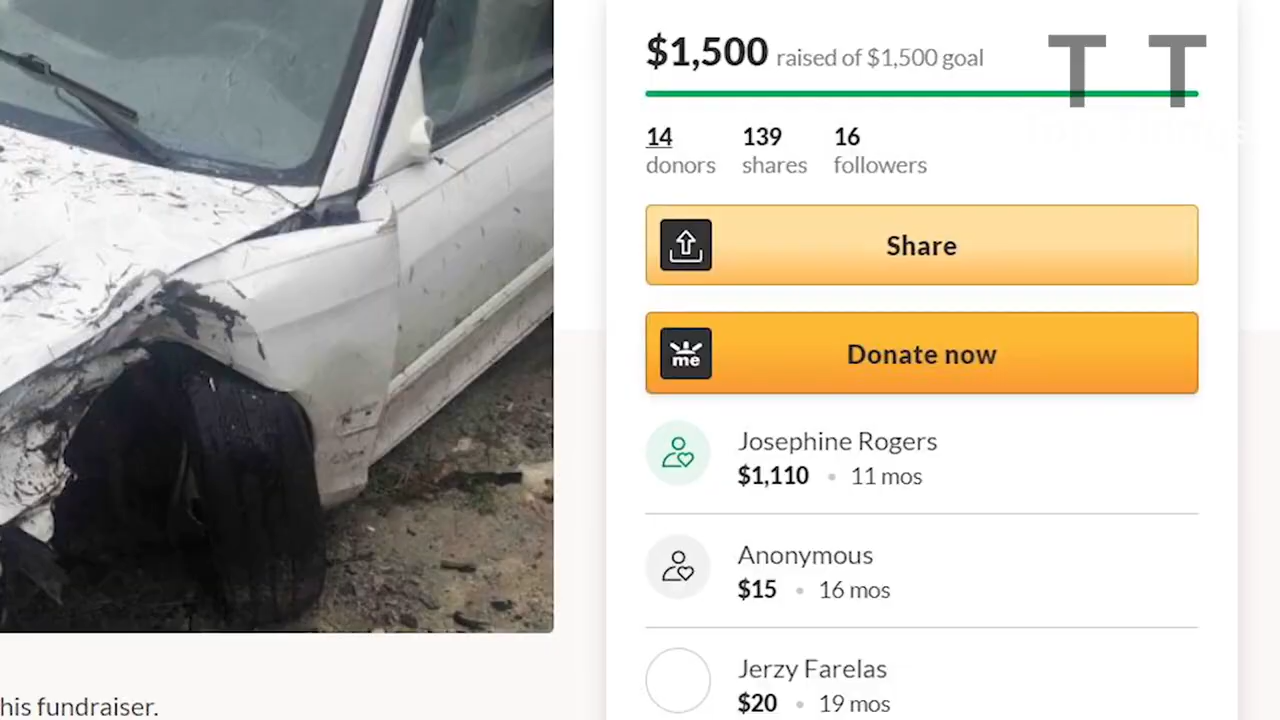 $1,500 raised of $1,500 goal
T T
14 139 16
donors shares followers
Share
me Donate now
Josephine Rogers
$1,110 • 11 mos
Anonymous
$15 • 16 mos
Jerzy Farelas
$20 • 19 mos
his fundraiser.